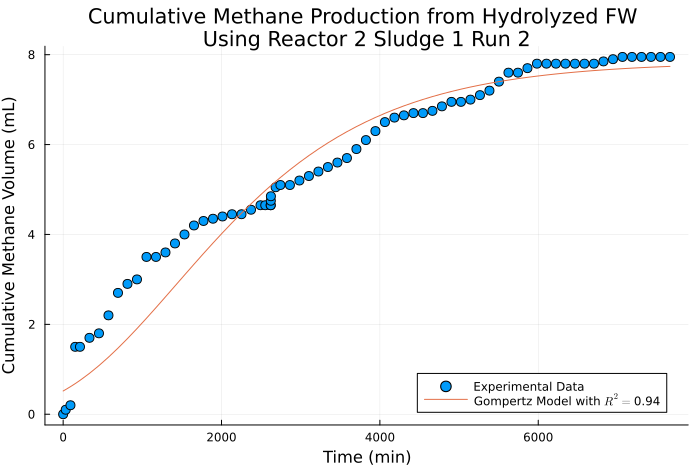 Cumulative Methane Production from Hydrolyzed FW
Using Reactor 2 Sludge 1 Run 2
Cumulative Methane Volume (mL)
8
6
4
2
0
0 2000 4000 6000
Time (min)
Experimental Data
Gompertz Model with R² = 0.94